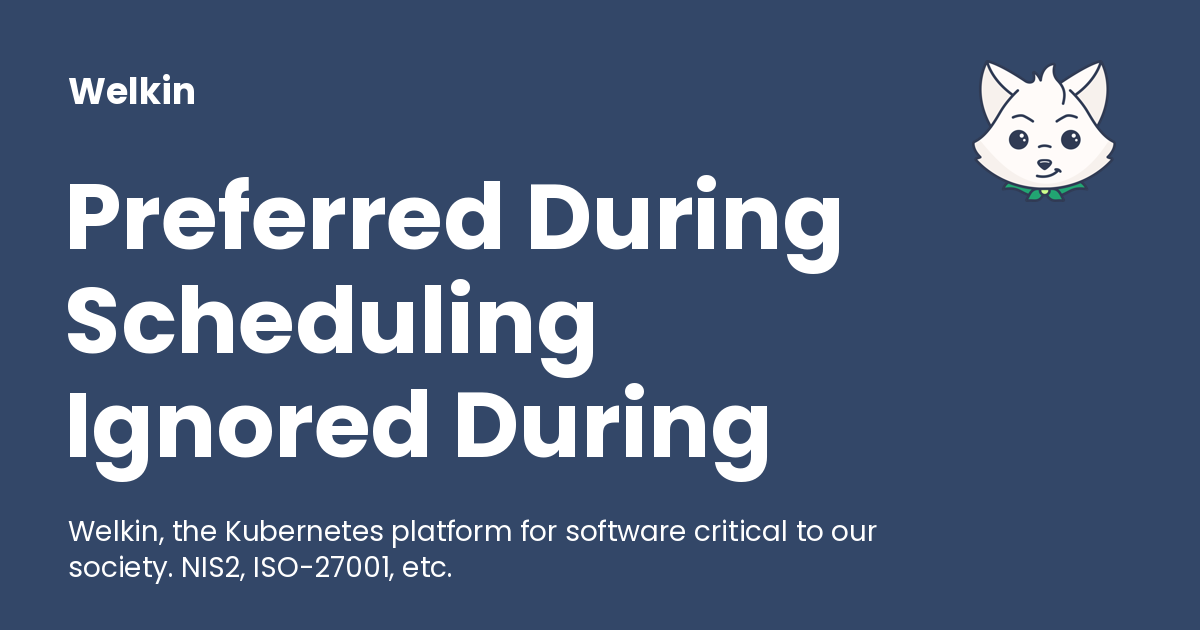 Welkin
Preferred During
Scheduling
Ignored During
Welkin, the Kubernetes platform for software critical to our
society. NIS2, ISO-27001, etc.